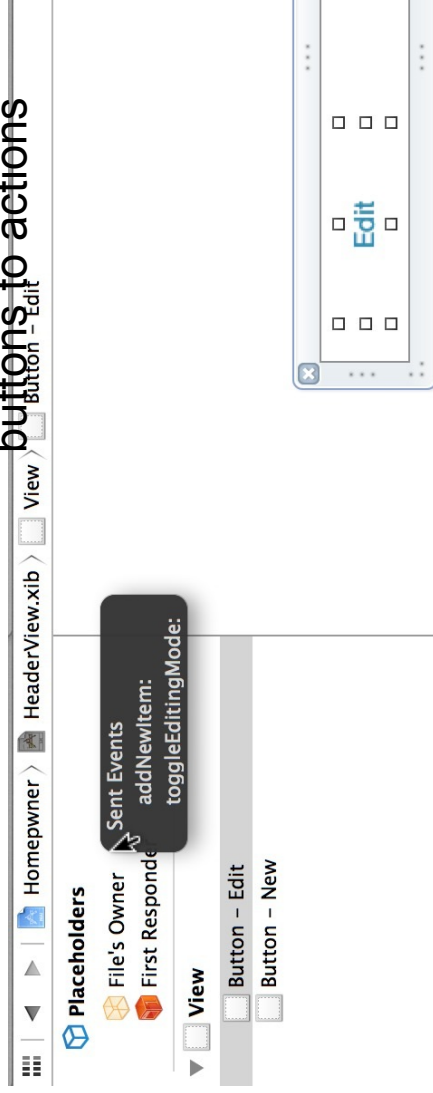 buttons to actions
Homepwner
HeaderView.xib
View
Button – Edit
Placeholders
File's Owner
First Responder
Sent Events
addNewItem:
toggleEditingMode:
View
Button – Edit
Button – New
Edit